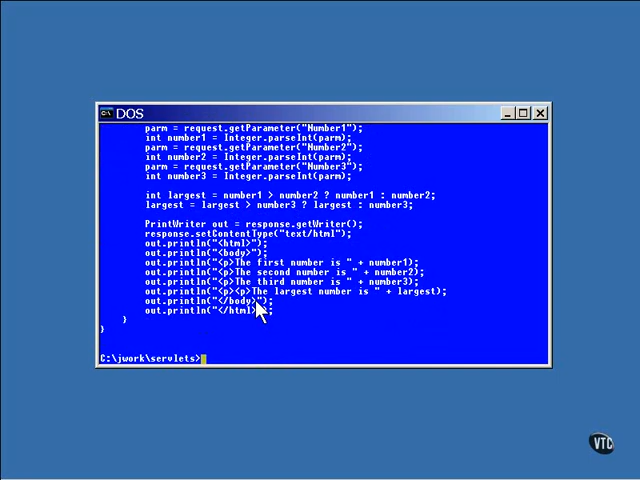 DOS
parm = request.getParameter("Number1");
int number1 = Integer.parseInt(parm);
parm = request.getParameter("Number2");
int number2 = Integer.parseInt(parm);
parm = request.getParameter("Number3");
int number3 = Integer.parseInt(parm);
int largest = number1 > number2 ? number1 : number2;
largest = largest > number3 ? largest : number3;
PrintWriter out = response.getWriter();
response.setContentType("text/html");
out.println("<html>");
out.println("<body>");
out.println("<p>The first number is " + number1);
out.println("<p>The second number is " + number2);
out.println("<p>The third number is " + number3);
out.println("<p><p>The largest number is " + largest);
out.println("</body>");
out.println("</html>");
}
}
C:\jwork\servlets>
VTC